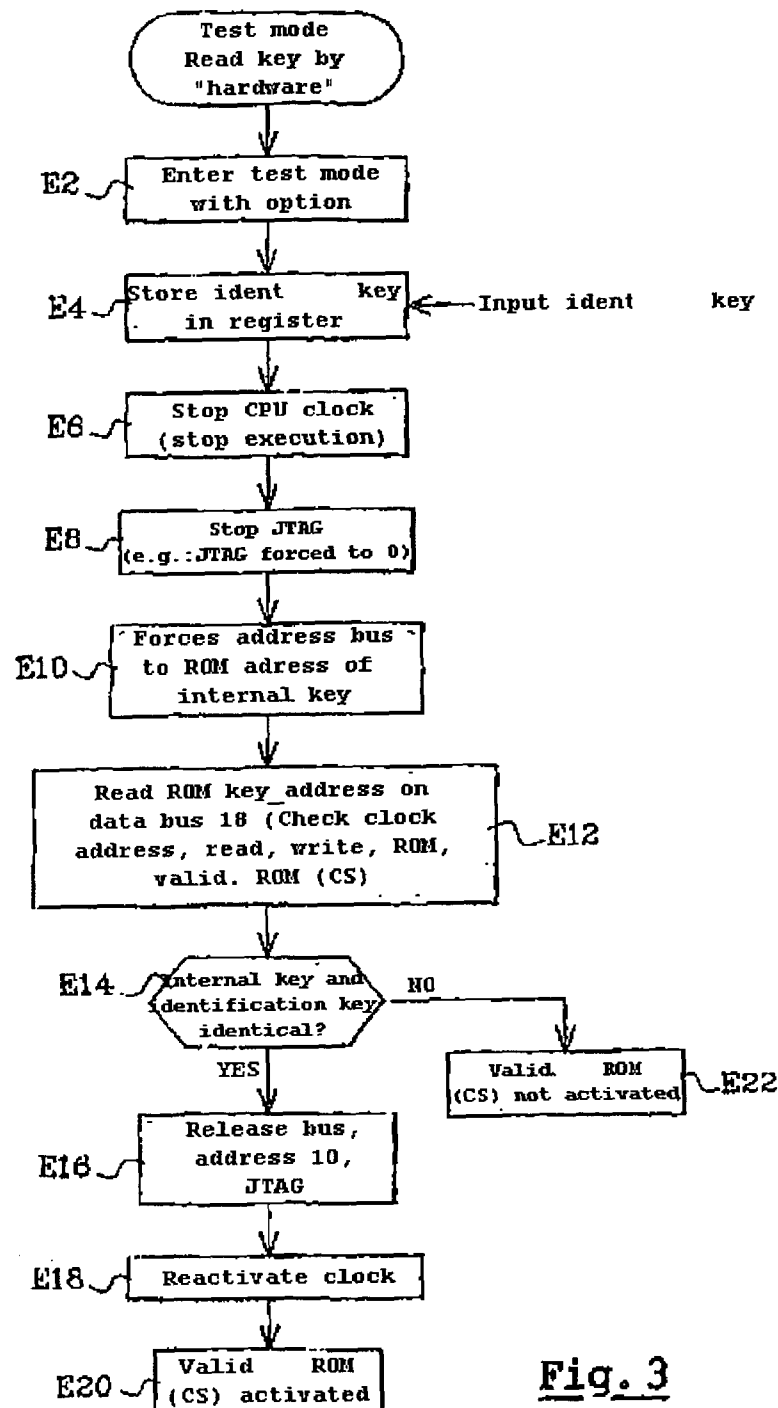 Test mode
Read key by
"hardware"
E2
Enter test mode
with option
E4
Store ident key
in register
Input ident key
E6
Stop CPU clock
(stop execution)
E8
Stop JTAG
(e.g.:JTAG forced to 0)
E10
Forces address bus
to ROM adress of
internal key
Read ROM key_address on
data bus 18 (Check clock
address, read, write, ROM,
valid. ROM (CS)
E12
E14
Internal key and
identification key
identical?
NO
YES
Valid. ROM
(CS) not activated
E22
E16
Release bus,
address 10,
JTAG
E18
Reactivate clock
E20
Valid ROM
(CS) activated
Fig. 3